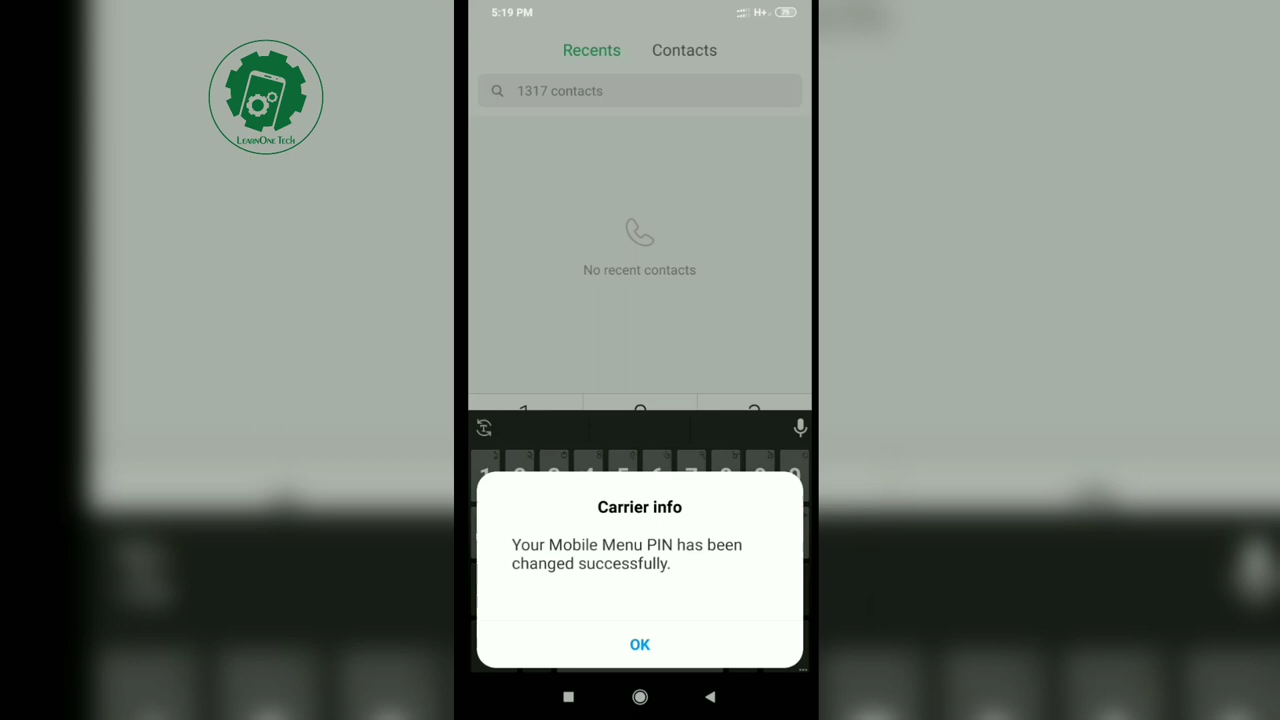 LEARNONE TECH
5:19 PM
H+
Recents
Contacts
1317 contacts
No recent contacts
Carrier info
Your Mobile Menu PIN has been
changed successfully.
OK